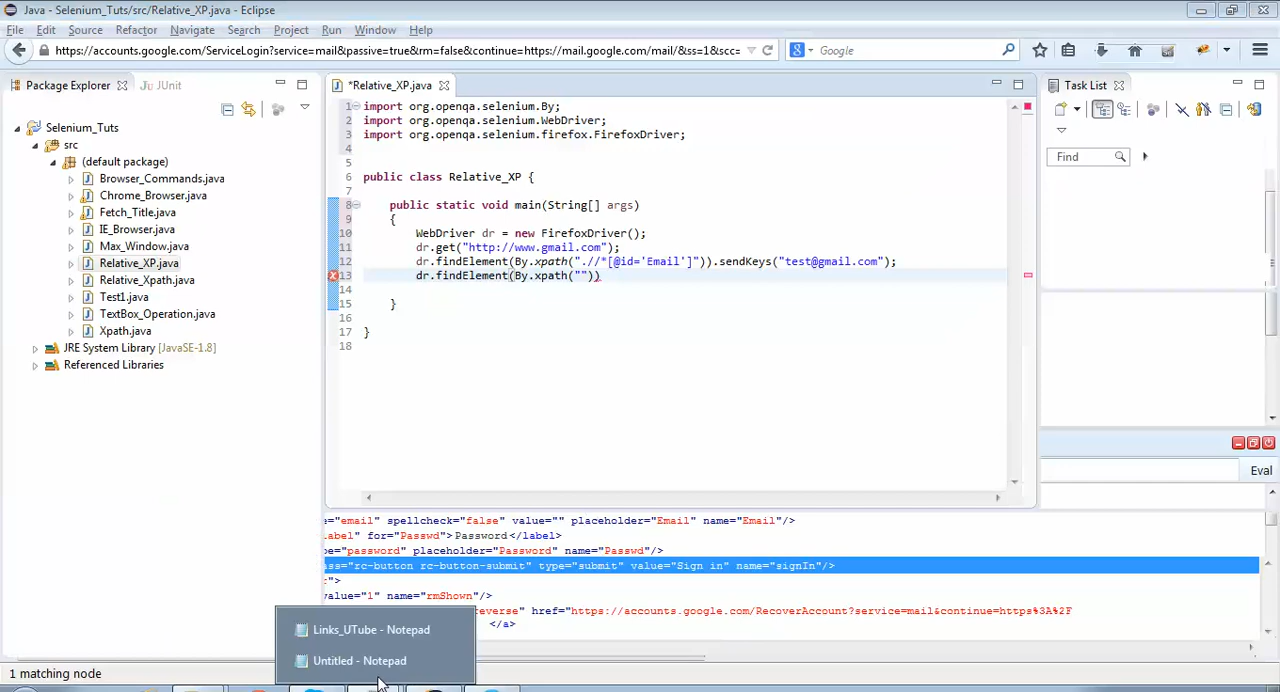 Java - Selenium_Tuts/src/Relative_XP.java - Eclipse
File Edit Source Refactor Navigate Search Project Run Window Help
https://accounts.google.com/ServiceLogin?service=mail&passive=true&rm=false&continue=https://mail.google.com/mail/&ss=1&scc= Google
Package Explorer JUnit
*Relative_XP.java
Task List
Find
Selenium_Tuts
src
(default package)
Browser_Commands.java
Chrome_Browser.java
Fetch_Title.java
IE_Browser.java
Max_Window.java
Relative_XP.java
Relative_Xpath.java
Test1.java
TextBox_Operation.java
Xpath.java
JRE System Library [JavaSE-1.8]
Referenced Libraries
1 import org.openqa.selenium.By;
2 import org.openqa.selenium.WebDriver;
3 import org.openqa.selenium.firefox.FirefoxDriver;
4
5
6 public class Relative_XP {
7
8 public static void main(String[] args)
9 {
10 WebDriver dr = new FirefoxDriver();
11 dr.get("http://www.gmail.com");
12 dr.findElement(By.xpath(".//*[@id='Email']")).sendKeys("test@gmail.com");
13 dr.findElement(By.xpath(""))
14
15 }
16
17 }
18
Eval
e="email" spellcheck="false" value="" placeholder="Email" name="Email"/>
label" for="Passwd">Password</label>
pe="password" placeholder="Password" name="Passwd"/>
ass="rc-button rc-button-submit" type="submit" value="Sign in" name="signIn"/>
r">
value="1" name="rmShown">
everse" href="https://accounts.google.com/RecoverAccount?service=mail&continue=https%3A%2F
</a>
Links_UTube - Notepad
Untitled - Notepad
1 matching node